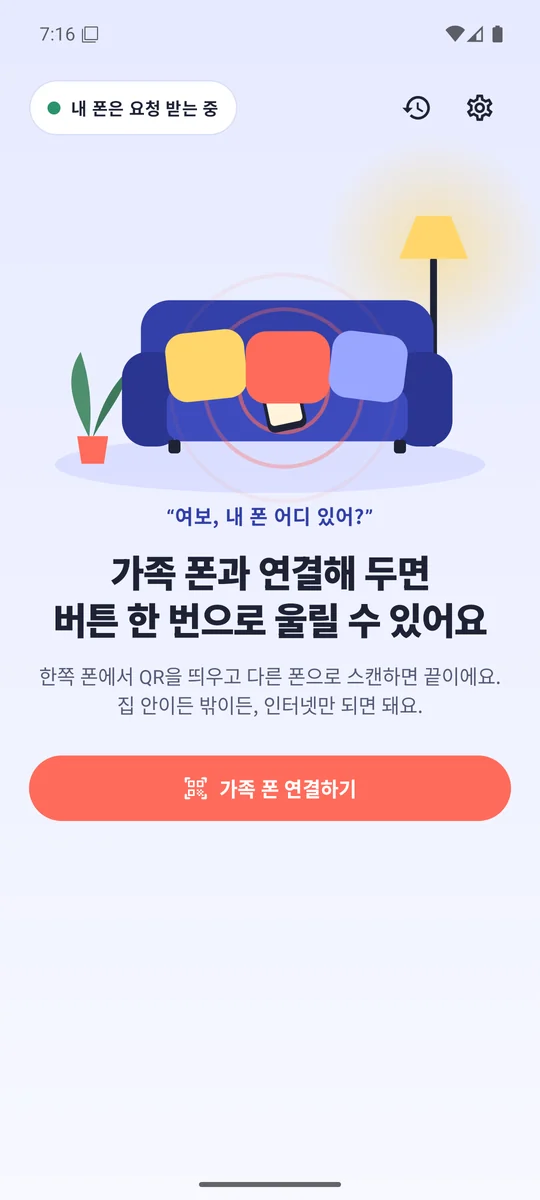 7:16
내 폰은 요청 받는 중
“여보, 내 폰 어디 있어?”
가족 폰과 연결해 두면
버튼 한 번으로 울릴 수 있어요
한쪽 폰에서 QR을 띄우고 다른 폰으로 스캔하면 끝이에요.
집 안이든 밖이든, 인터넷만 되면 돼요.
가족 폰 연결하기